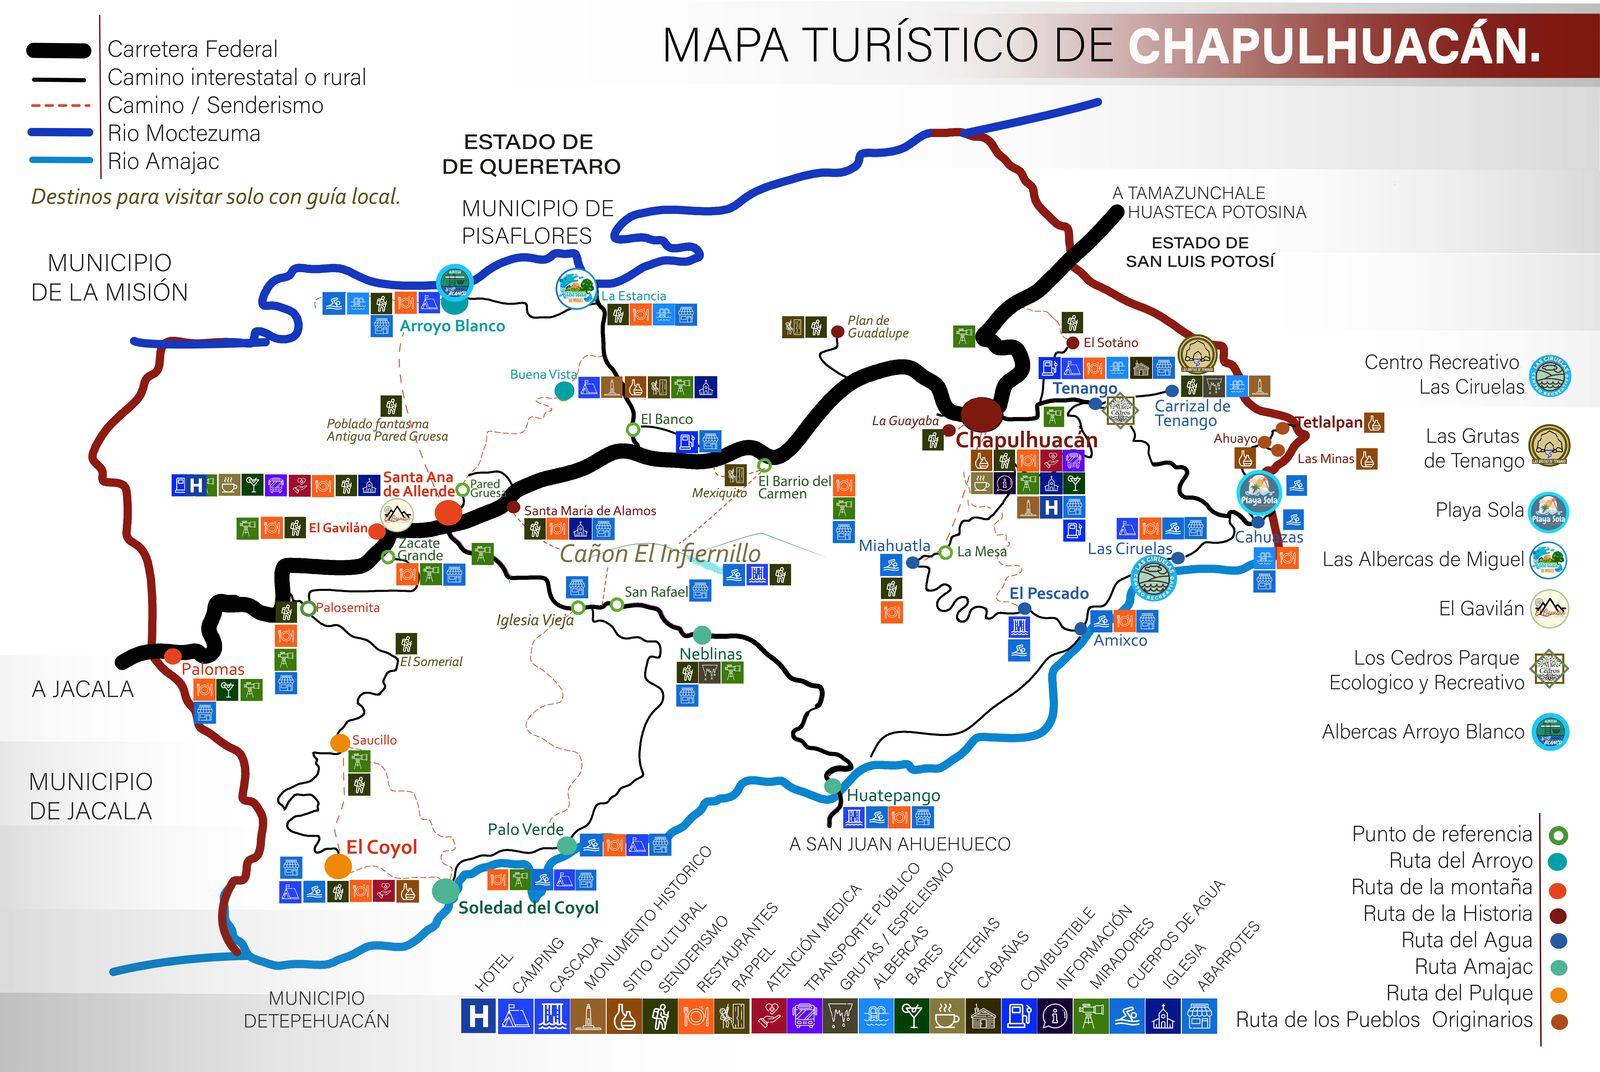 MAPA TURÍSTICO DE CHAPULHUACÁN.
Carretera Federal
Camino interestatal o rural
Camino / Senderismo
Rio Moctezuma
Rio Amajac
Destinos para visitar solo con guía local.
ESTADO DE
DE QUERETARO
MUNICIPIO DE
PISAFLORES
MUNICIPIO
DE LA MISIÓN
A TAMAZUNCHALE
HUASTECA POTOSINA
ESTADO DE
SAN LUIS POTOSÍ
La Estancia
Arroyo Blanco
Plan de
Guadalupe
El Sotáno
Buena Vista
Tenango
Carrizal de
Tenango
Poblado fantasma
Antigua Pared Gruesa
El Banco
La Guayaba
Chapulhuacán
Tetlalpan
Ahuayo
Las Minas
Santa Ana
de Allende
Pared
Gruesa
Mexiquito
El Barrio del
Carmen
Playa Sola
El Gavilán
Santa María de Alamos
Cahuazas
Zacate
Grande
Cañon El Infiernillo
Miahuatla
La Mesa
Las Ciruelas
Palosemita
Iglesia Vieja
San Rafael
El Pescado
Amixco
El Somerial
Neblinas
Palomas
A JACALA
Saucillo
MUNICIPIO
DE JACALA
Huatepango
A SAN JUAN AHUEHUECO
Palo Verde
El Coyol
Soledad del Coyol
MUNICIPIO
DETEPEHUACÁN
Centro Recreativo
Las Ciruelas
Las Grutas
de Tenango
Playa Sola
Playa Sola
Las Albercas de Miguel
El Gavilán
Los Cedros Parque
Ecologico y Recreativo
Albercas Arroyo Blanco
HOTEL
CAMPING
CASCADA
MONUMENTO HISTORICO
SITIO CULTURAL
SENDERISMO
RESTAURANTES
RAPPEL
ATENCIÓN MEDICA
TRANSPORTE PÚBLICO
GRUTAS / ESPELEISMO
ALBERCAS
BARES
CAFETERIAS
CABAÑAS
COMBUSTIBLE
INFORMACIÓN
MIRADORES
CUERPOS DE AGUA
IGLESIA
ABARROTES
Punto de referencia
Ruta del Arroyo
Ruta de la montaña
Ruta de la Historia
Ruta del Agua
Ruta Amajac
Ruta del Pulque
Ruta de los Pueblos Originarios